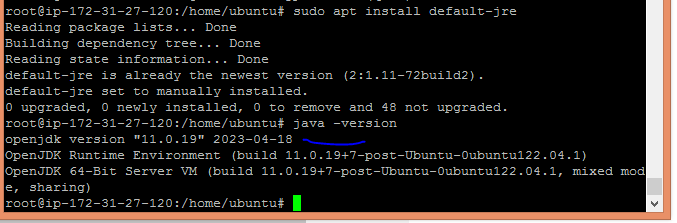 root@ip-172-31-27-120:/home/ubuntu# sudo apt install default-jre
Reading package lists... Done
Building dependency tree... Done
Reading state information... Done
default-jre is already the newest version (2:1.11-72build2).
default-jre set to manually installed.
0 upgraded, 0 newly installed, 0 to remove and 48 not upgraded.
root@ip-172-31-27-120:/home/ubuntu# java -version
openjdk version "11.0.19" 2023-04-18
OpenJDK Runtime Environment (build 11.0.19+7-post-Ubuntu-0ubuntu122.04.1)
OpenJDK 64-Bit Server VM (build 11.0.19+7-post-Ubuntu-0ubuntu122.04.1, mixed mod
e, sharing)
root@ip-172-31-27-120:/home/ubuntu#